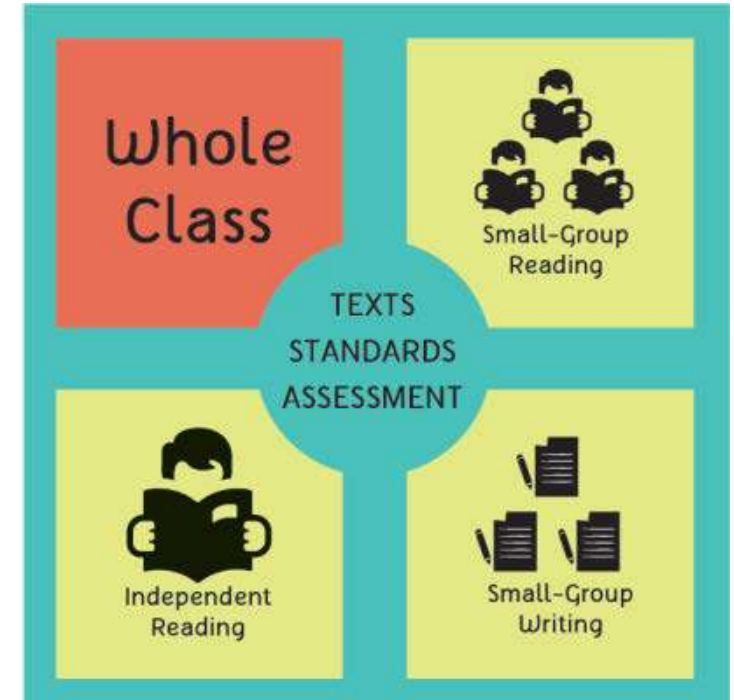 Whole
Class
Small-Group
Reading
TEXTS
STANDARDS
ASSESSMENT
Independent
Reading
Small-Group
Writing